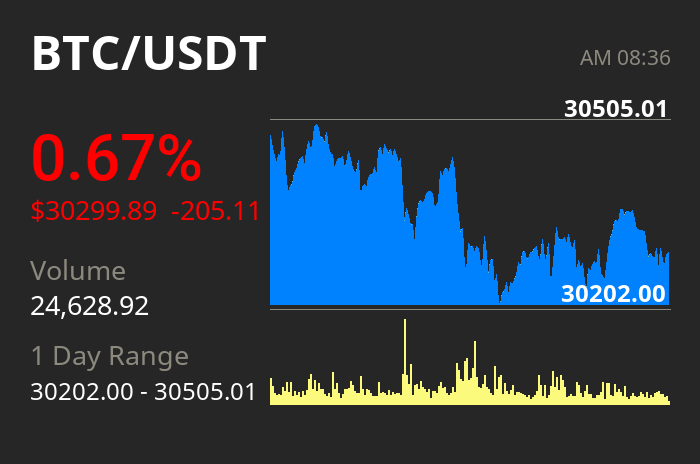 BTC/USDT
AM 08:36
30505.01
0.67%
$30299.89 -205.11
Volume
24,628.92
30202.00
1 Day Range
30202.00 - 30505.01